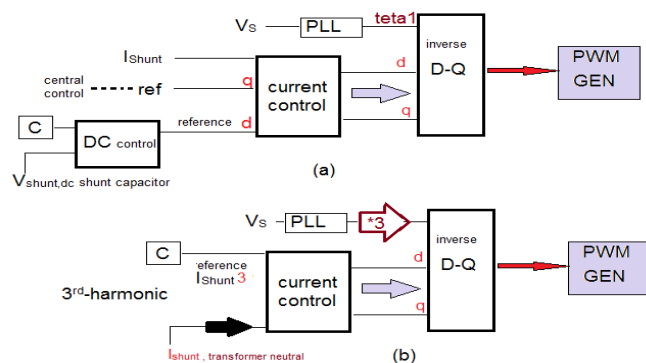 Vs PLL teta1
IShunt
central control ref q
current control
d
q
inverse D-Q
PWM GEN
C
DC control
reference d
Vshunt,dc shunt capacitor
(a)
Vs PLL *3
C
reference
IShunt 3
3rd-harmonic
current control
d
q
inverse D-Q
PWM GEN
Ishunt , transformer neutral
(b)